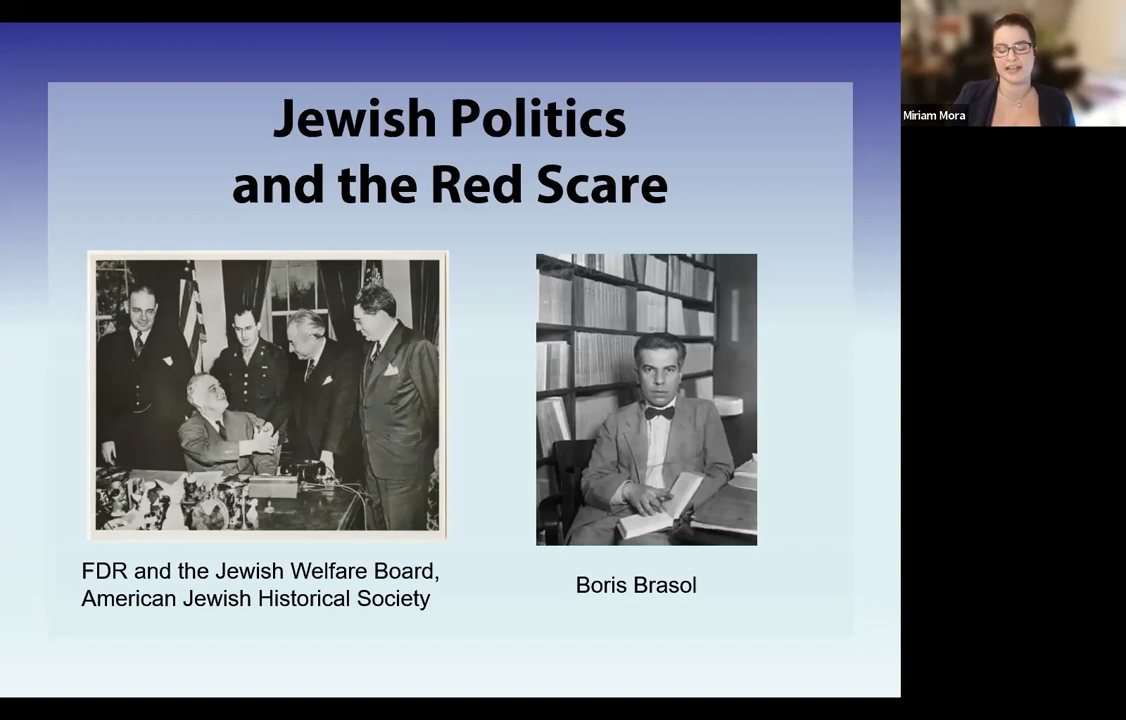 Jewish Politics
and the Red Scare
Miriam Mora
FDR and the Jewish Welfare Board,
American Jewish Historical Society
Boris Brasol